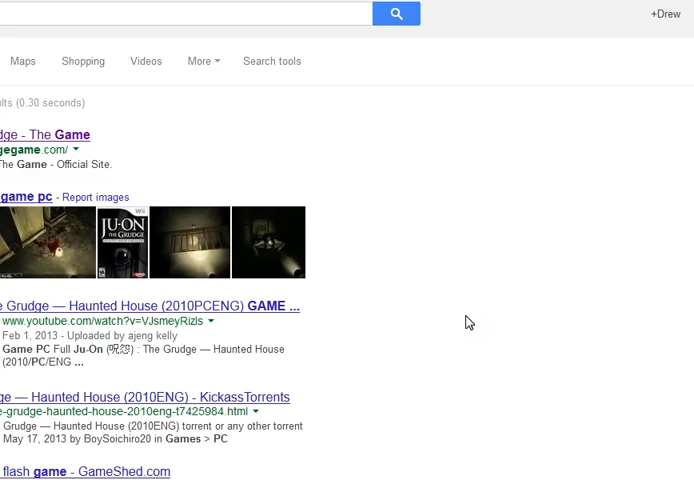 +Drew
Maps Shopping Videos More Search tools
ults (0.30 seconds)
dge - The Game
gegame.com/
The Game - Official Site.
game pc - Report images
Wii
JU-ON
THE GRUDGE
e Grudge — Haunted House (2010PCENG) GAME ...
www.youtube.com/watch?v=VJsmeyRizls
Feb 1, 2013 - Uploaded by ajeng kelly
Game PC Full Ju-On (呪怨) : The Grudge — Haunted House
(2010/PC/ENG ...
ge — Haunted House (2010ENG) - KickassTorrents
e-grudge-haunted-house-2010eng-t7425984.html
Grudge — Haunted House (2010ENG) torrent or any other torrent
May 17, 2013 by BoySoichiro20 in Games > PC
flash game - GameShed.com